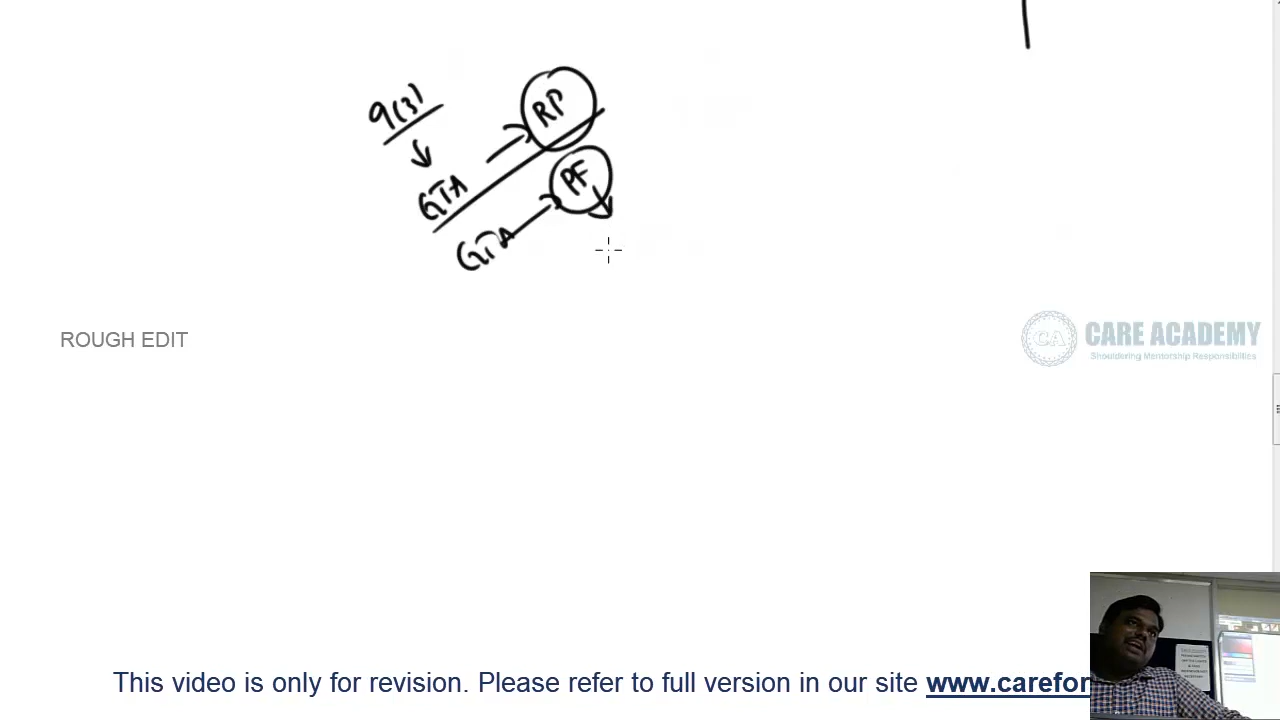 9(3)
RP
GTA
PF
GTA
ROUGH EDIT
CA
CARE ACADEMY
Shouldering Mentorship Responsibilities
This video is only for revision. Please refer to full version in our site www.carefor